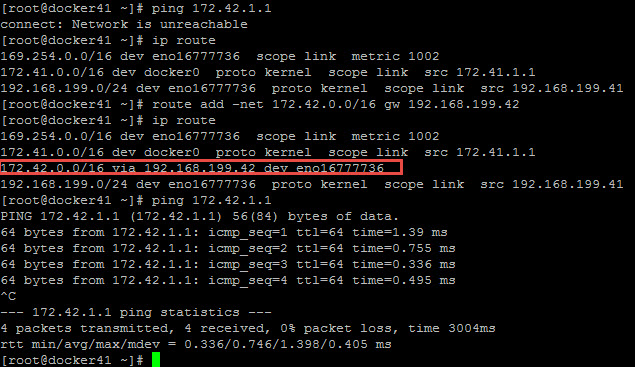 [root@docker41 ~]# ping 172.42.1.1
connect: Network is unreachable
[root@docker41 ~]# ip route
169.254.0.0/16 dev eno16777736  scope link  metric 1002
172.41.0.0/16 dev docker0  proto kernel  scope link  src 172.41.1.1
192.168.199.0/24 dev eno16777736  proto kernel  scope link  src 192.168.199.41
[root@docker41 ~]# route add -net 172.42.0.0/16 gw 192.168.199.42
[root@docker41 ~]# ip route
169.254.0.0/16 dev eno16777736  scope link  metric 1002
172.41.0.0/16 dev docker0  proto kernel  scope link  src 172.41.1.1
172.42.0.0/16 via 192.168.199.42 dev eno16777736
192.168.199.0/24 dev eno16777736  proto kernel  scope link  src 192.168.199.41
[root@docker41 ~]# ping 172.42.1.1
PING 172.42.1.1 (172.42.1.1) 56(84) bytes of data.
64 bytes from 172.42.1.1: icmp_seq=1 ttl=64 time=1.39 ms
64 bytes from 172.42.1.1: icmp_seq=2 ttl=64 time=0.755 ms
64 bytes from 172.42.1.1: icmp_seq=3 ttl=64 time=0.336 ms
64 bytes from 172.42.1.1: icmp_seq=4 ttl=64 time=0.495 ms
^C
--- 172.42.1.1 ping statistics ---
4 packets transmitted, 4 received, 0% packet loss, time 3004ms
rtt min/avg/max/mdev = 0.336/0.746/1.398/0.405 ms
[root@docker41 ~]#